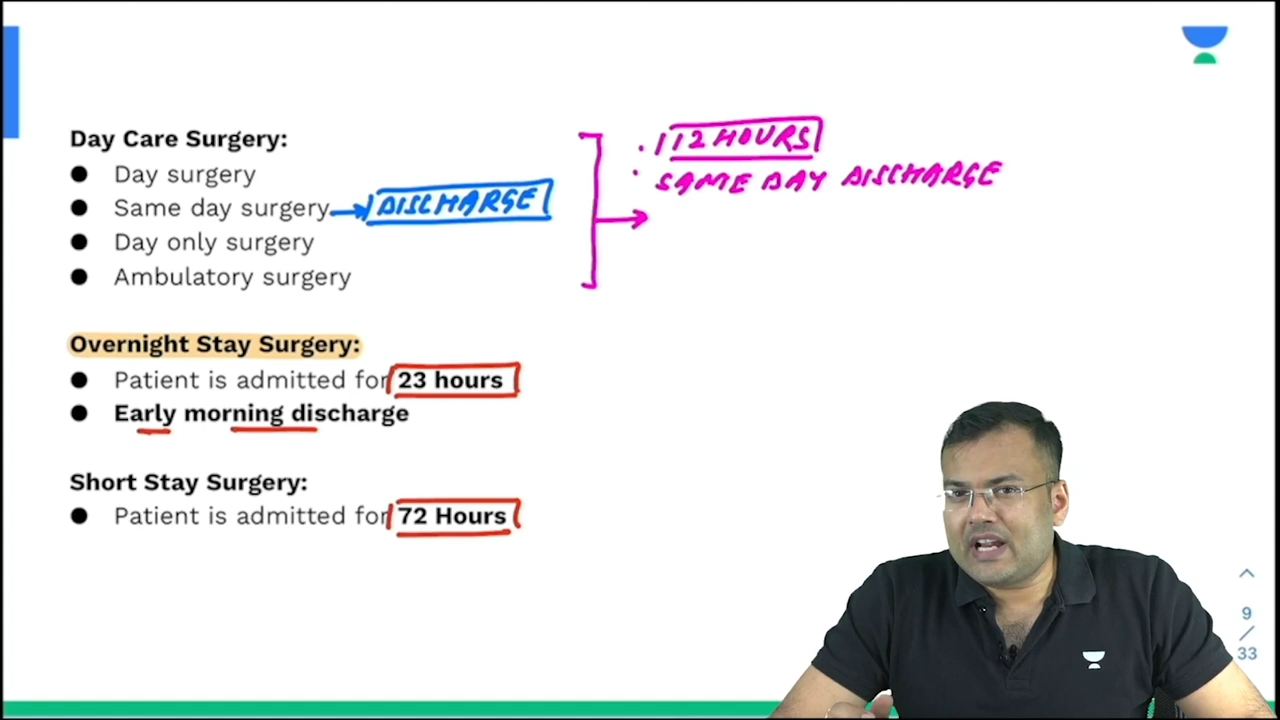 Day Care Surgery:
● Day surgery
● Same day surgery → DISCHARGE
● Day only surgery
● Ambulatory surgery
• 12 HOURS
• SAME DAY DISCHARGE
Overnight Stay Surgery:
● Patient is admitted for 23 hours
● Early morning discharge
Short Stay Surgery:
● Patient is admitted for 72 Hours
9
/
33